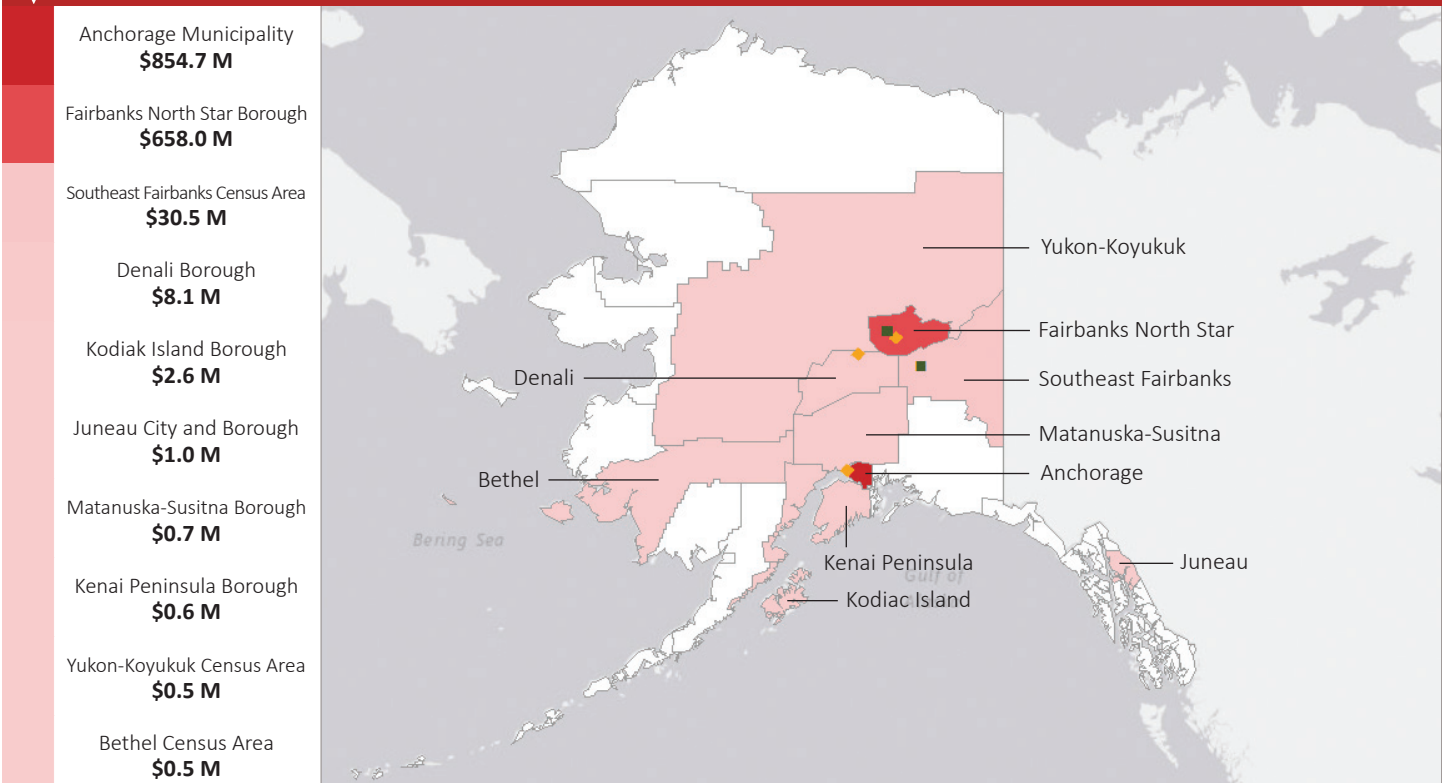 Anchorage Municipality
$854.7 M
Fairbanks North Star Borough
$658.0 M
Southeast Fairbanks Census Area
$30.5 M
Denali Borough
$8.1 M
Kodiak Island Borough
$2.6 M
Juneau City and Borough
$1.0 M
Matanuska-Susitna Borough
$0.7 M
Kenai Peninsula Borough
$0.6 M
Yukon-Koyukuk Census Area
$0.5 M
Bethel Census Area
$0.5 M
Yukon-Koyukuk
Fairbanks North Star
Denali
Southeast Fairbanks
Matanuska-Susitna
Anchorage
Bethel
Bering Sea
Kenai Peninsula
Juneau
Gulf of
Kodiac Island